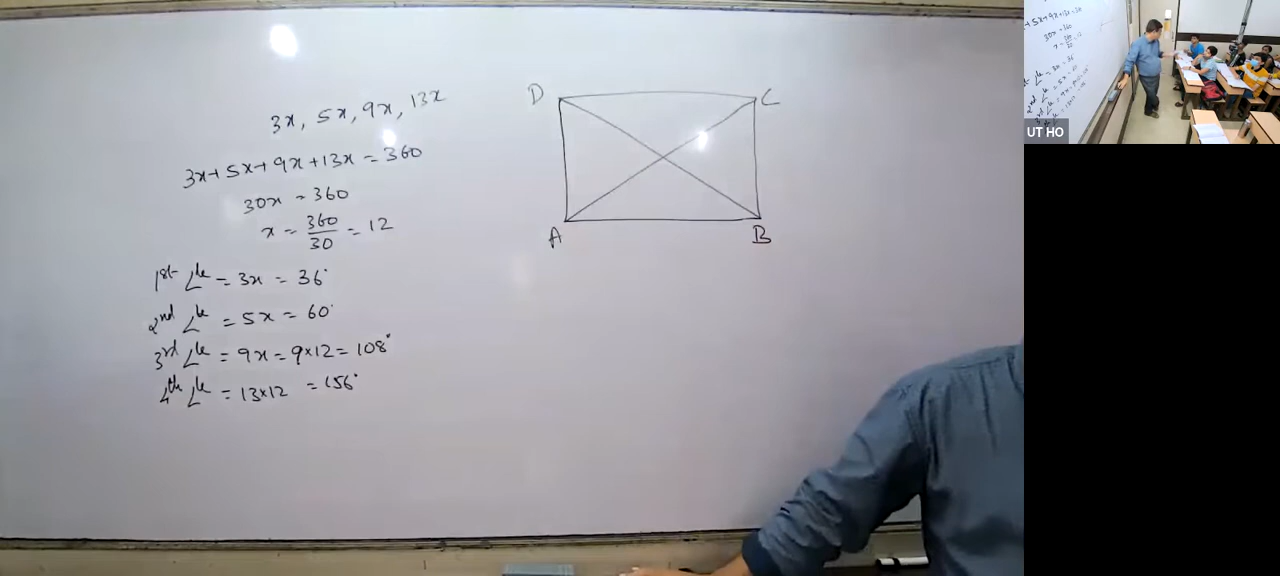 3x, 5x, 9x, 13x
3x+5x+9x+13x = 360
30x = 360
x = 360/30 = 12
1st ∠le = 3x = 36°
2nd ∠le = 5x = 60°
3rd ∠le = 9x = 9×12 = 108°
4th ∠le = 13×12 = 156°
D C
A B
UT HO